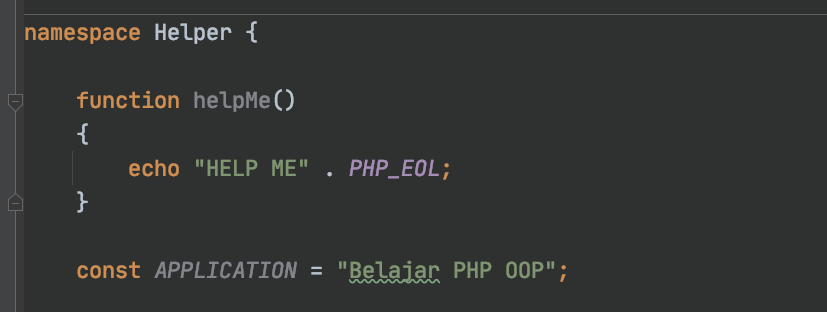 namespace Helper {
function helpMe()
{
echo "HELP ME" . PHP_EOL;
}
const APPLICATION = "Belajar PHP OOP";